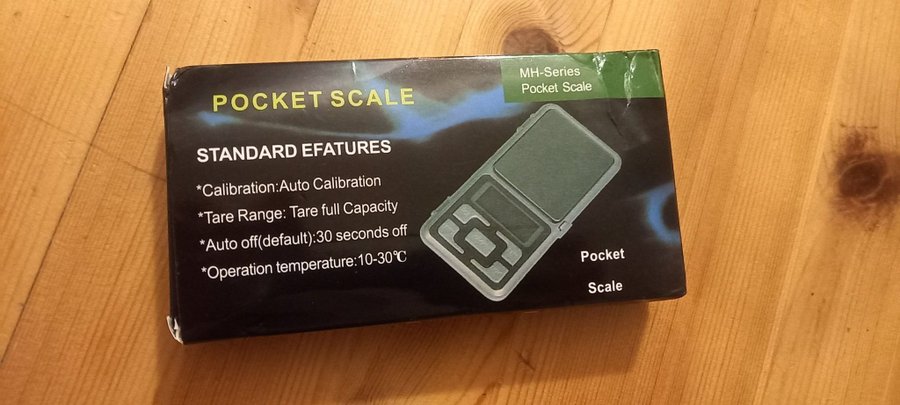 MH-Series
Pocket Scale
POCKET SCALE
STANDARD EFATURES
*Calibration:Auto Calibration
*Tare Range: Tare full Capacity
*Auto off(default):30 seconds off
*Operation temperature:10-30℃
Pocket
Scale